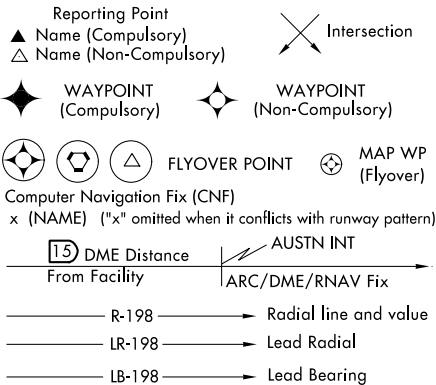 Reporting Point
Name (Compulsory)
Name (Non-Compulsory)
Intersection
WAYPOINT
(Compulsory)
WAYPOINT
(Non-Compulsory)
FLYOVER POINT
MAP WP
(Flyover)
Computer Navigation Fix (CNF)
x (NAME) ("x" omitted when it conflicts with runway pattern)
15 DME Distance
From Facility
AUSTN INT
ARC/DME/RNAV Fix
R-198
Radial line and value
LR-198
Lead Radial
LB-198
Lead Bearing